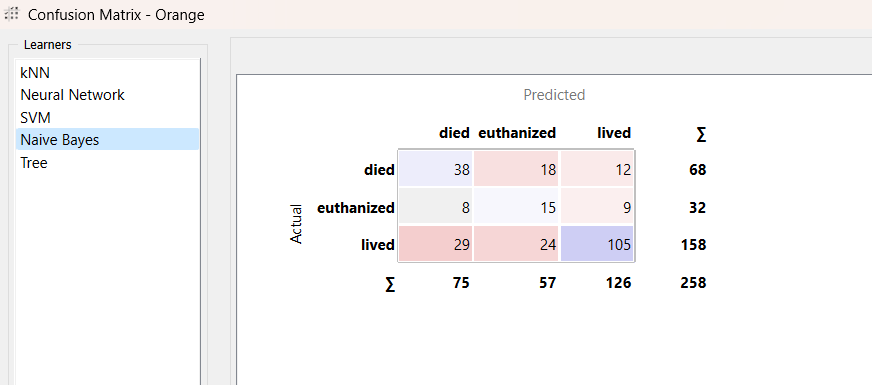 Confusion Matrix - Orange
Learners
kNN
Neural Network
SVM
Naive Bayes
Tree
Predicted
died euthanized lived ∑
died 38 18 12 68
euthanized 8 15 9 32
lived 29 24 105 158
∑ 75 57 126 258
Actual